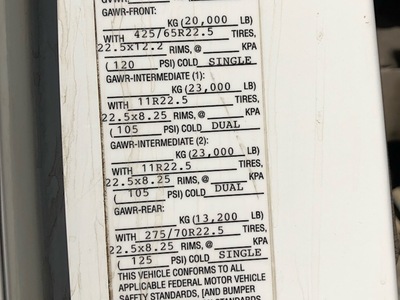 GAWR-FRONT:
KG (20,000 LB)
WITH 425/65R22.5 TIRES,
22.5x12.2 RIMS, @ KPA
(120 PSI) COLD SINGLE
GAWR-INTERMEDIATE (1):
KG (23,000 LB)
WITH 11R22.5 TIRES,
22.5x8.25 RIMS, @ KPA
(105 PSI) COLD DUAL
GAWR-INTERMEDIATE (2):
KG (23,000 LB)
WITH 11R22.5 TIRES,
22.5x8.25 RIMS, @ KPA
(105 PSI) COLD DUAL
GAWR-REAR:
KG (13,200 LB)
WITH 275/70R22.5 TIRES,
22.5x8.25 RIMS, @ KPA
(125 PSI) COLD SINGLE
THIS VEHICLE CONFORMS TO ALL
APPLICABLE FEDERAL MOTOR VEHICLE
SAFETY STANDARDS, [AND BUMPER